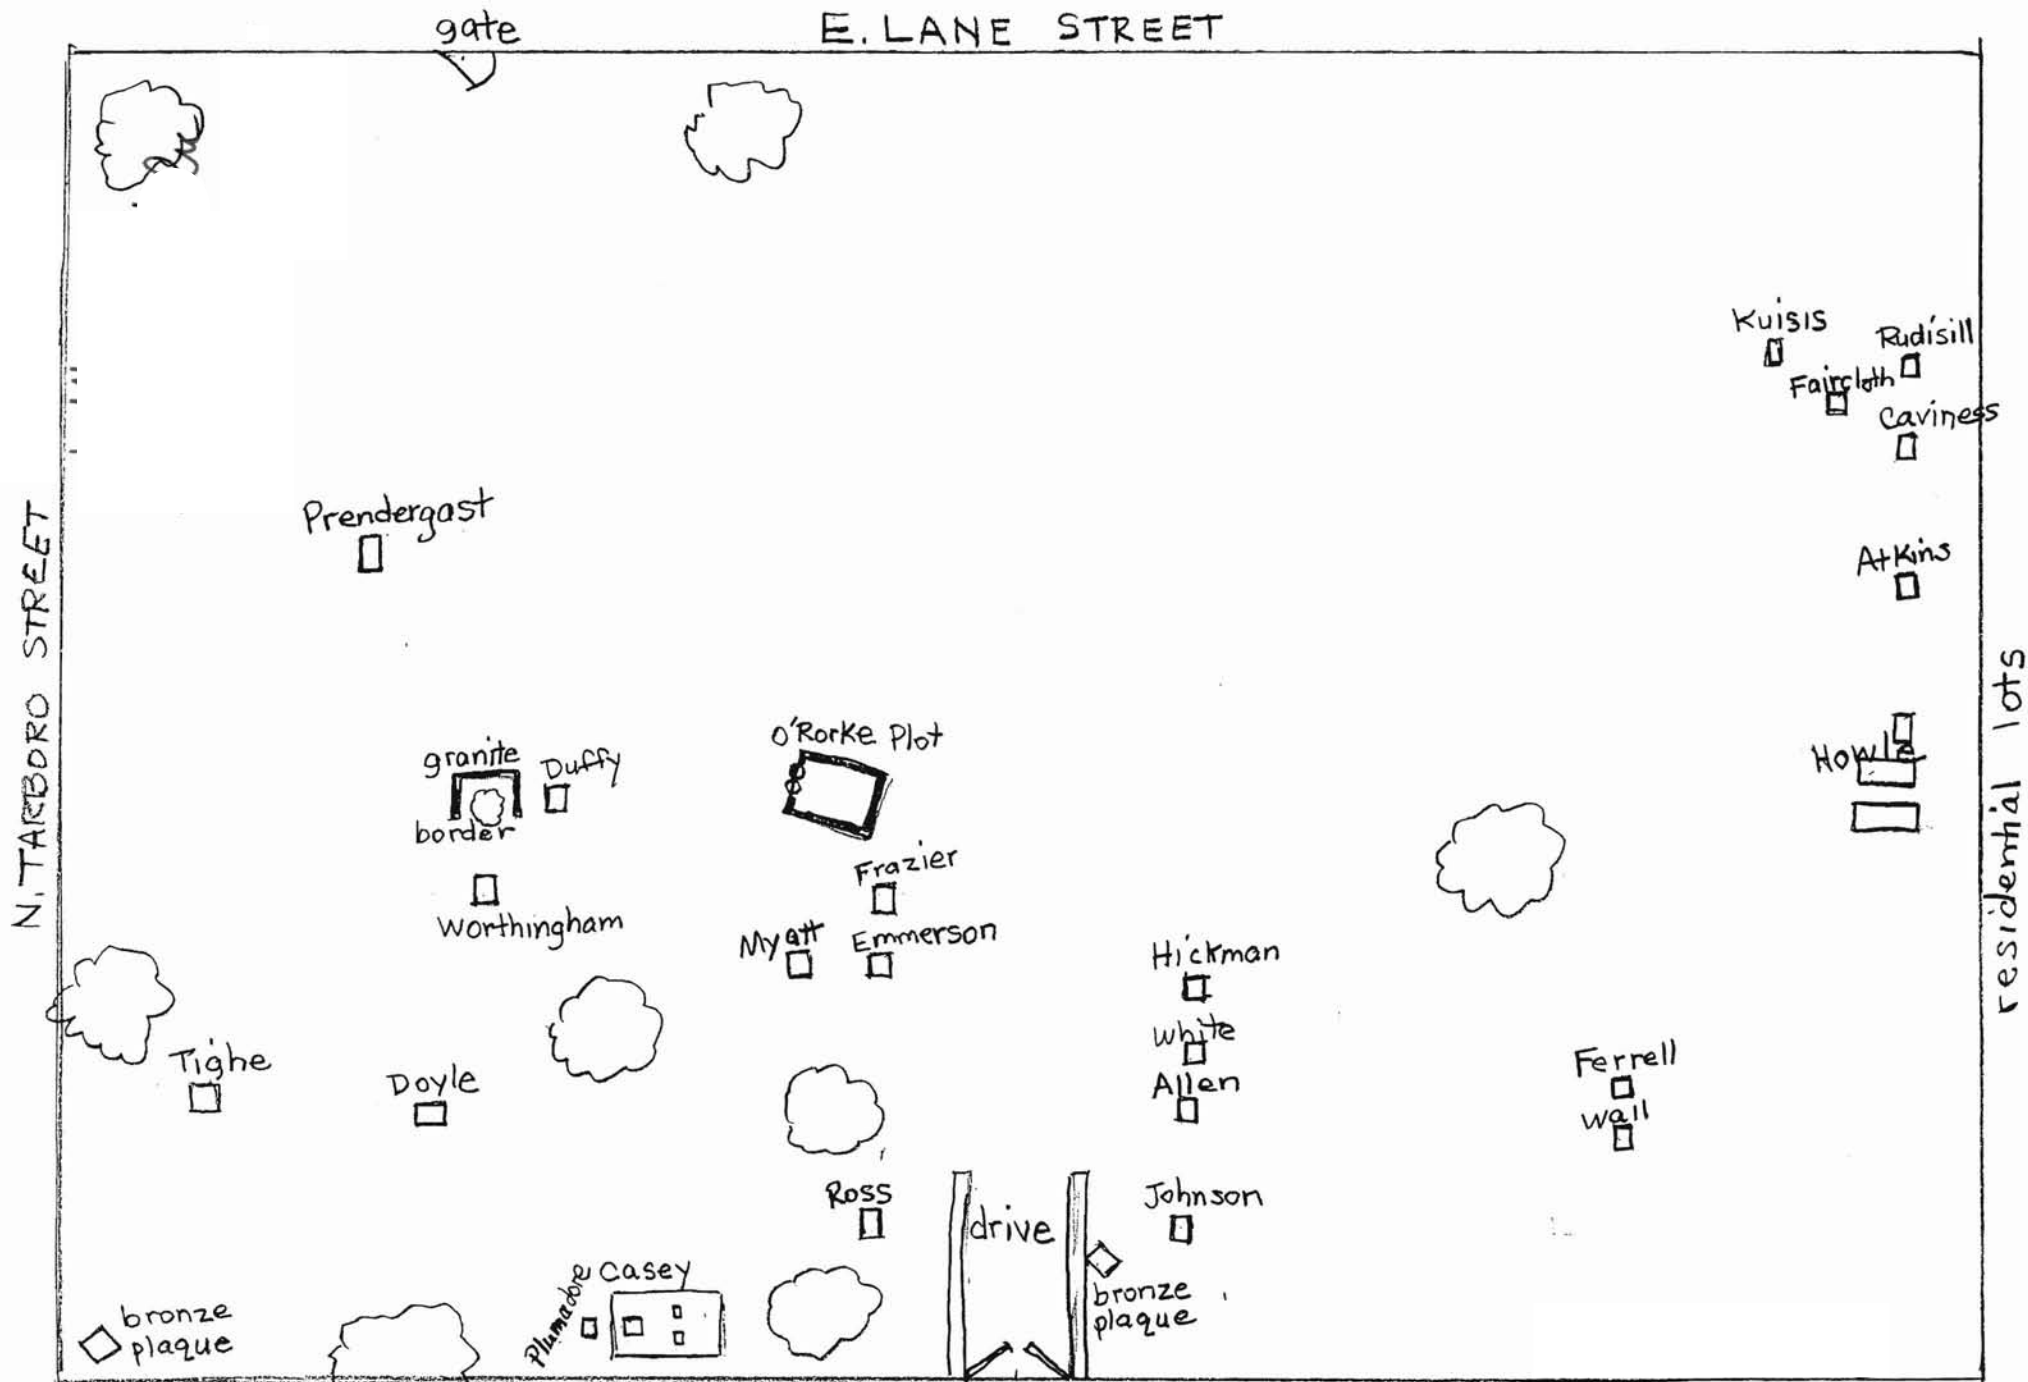 gate
E. LANE STREET
Kuisis
Rudisill
Faircloth
Caviness
Prendergast
N. TARBORO STREET
Atkins
residential lots
O'Rorke Plot
granite
border
Duffy
Howle
Worthingham
Frazier
Myatt
Emmerson
Hickman
White
Allen
Tighe
Doyle
Ferrell
Wall
Ross
drive
Johnson
Plumadore
Casey
bronze
plaque
bronze
plaque